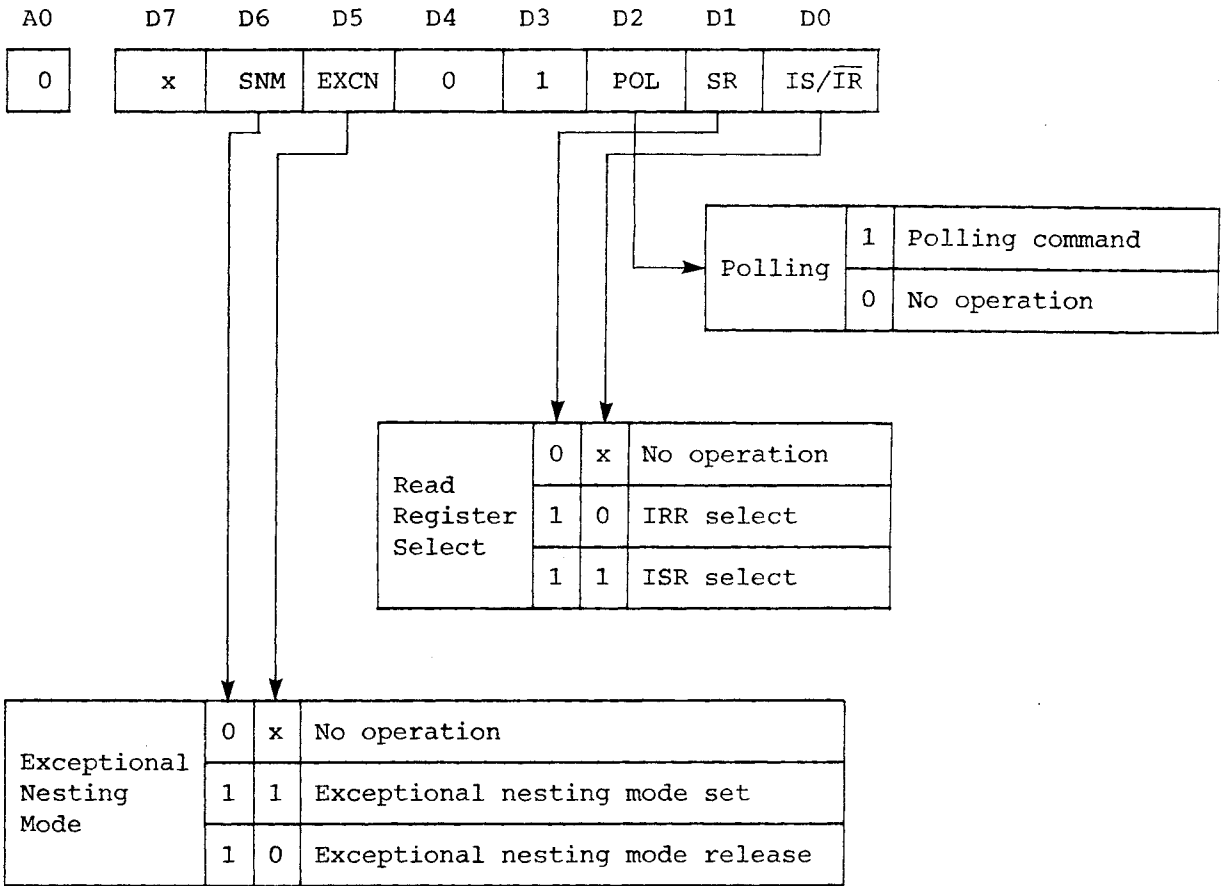 A0 D7 D6 D5 D4 D3 D2 D1 D0
0 x SNM EXCN 0 1 POL SR IS/I̅R̅
Polling
1 Polling command
0 No operation
Read
Register
Select
0 x No operation
1 0 IRR select
1 1 ISR select
Exceptional
Nesting
Mode
0 x No operation
1 1 Exceptional nesting mode set
1 0 Exceptional nesting mode release